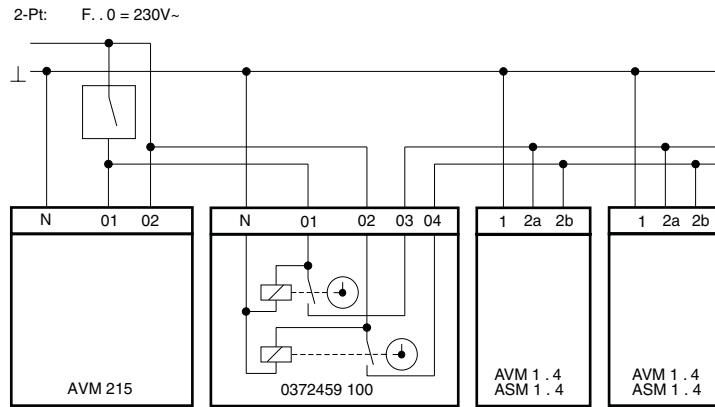 2-Pt: F. . 0 = 230V~
⊥
N 01 02
N 01 02 03 04
1 2a 2b
1 2a 2b
AVM 215
0372459 100
AVM 1 . 4
ASM 1 . 4
AVM 1 . 4
ASM 1 . 4